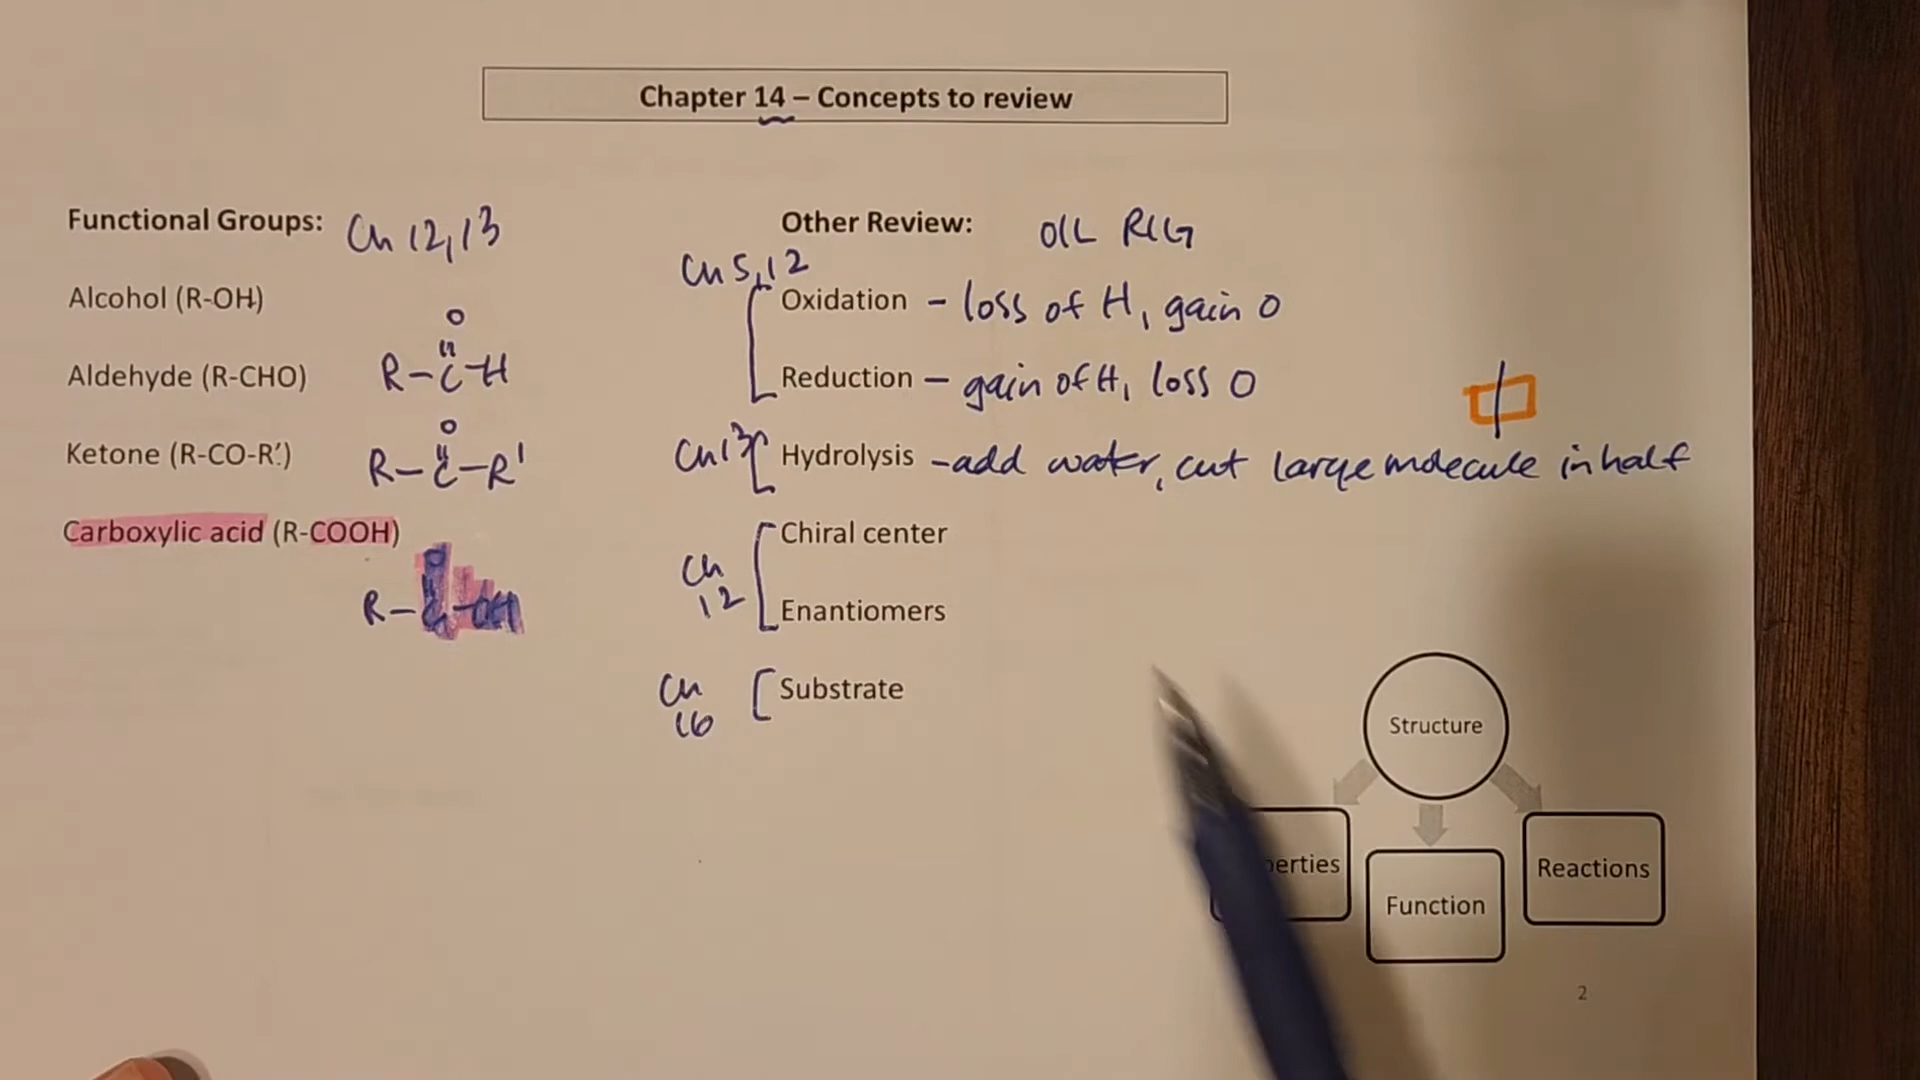 Chapter 14 – Concepts to review
Functional Groups: Ch 12,13
Alcohol (R-OH)
Aldehyde (R-CHO)
O
R-C-H
Ketone (R-CO-R')
O
R-C-R'
Carboxylic acid (R-COOH)
O
R-C-OH
Other Review: OIL RIG
Ch 5,12
Oxidation - loss of H, gain O
Reduction - gain of H, loss O
Ch13 Hydrolysis - add water, cut large molecule in half
Chiral center
Ch
12
Enantiomers
Ch
16
Substrate
Structure
perties
Function
Reactions
2